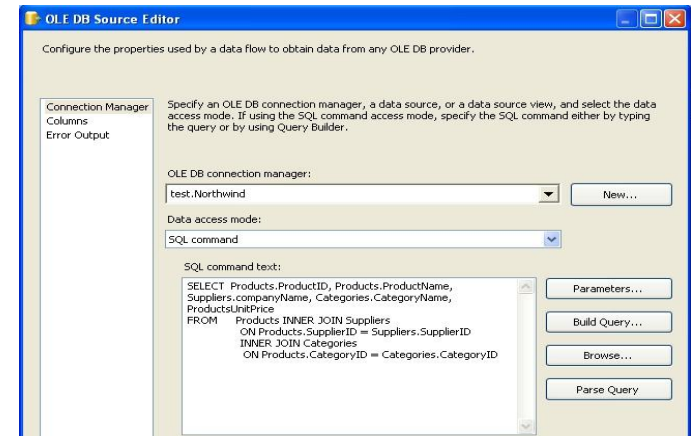 OLE DB Source Editor
Configure the properties used by a data flow to obtain data from any OLE DB provider.
Connection Manager
Columns
Error Output
Specify an OLE DB connection manager, a data source, or a data source view, and select the data
access mode. If using the SQL command access mode, specify the SQL command either by typing
the query or by using Query Builder.
OLE DB connection manager:
test.Northwind
New...
Data access mode:
SQL command
SQL command text:
SELECT Products.ProductID, Products.ProductName,
Suppliers.companyName, Categories.CategoryName,
ProductsUnitPrice
FROM Products INNER JOIN Suppliers
ON Products.SupplierID = Suppliers.SupplierID
INNER JOIN Categories
ON Products.CategoryID = Categories.CategoryID
Parameters...
Build Query...
Browse...
Parse Query